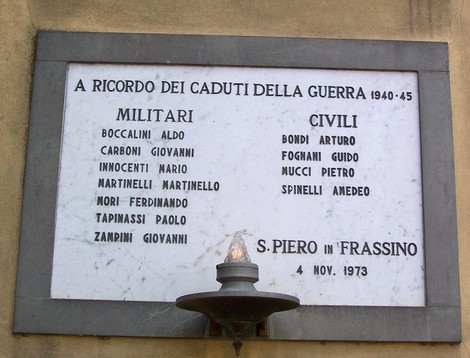 A RICORDO DEI CADUTI DELLA GUERRA 1940-45
MILITARI
BOCCALINI ALDO
CARBONI GIOVANNI
INNOCENTI MARIO
MARTINELLI MARTINELLO
MORI FERDINANDO
TAPINASSI PAOLO
ZAMPINI GIOVANNI
CIVILI
BONDI ARTURO
FOGNANI GUIDO
MUCCI PIETRO
SPINELLI AMEDEO
S. PIERO in FRASSINO
4 NOV. 1973